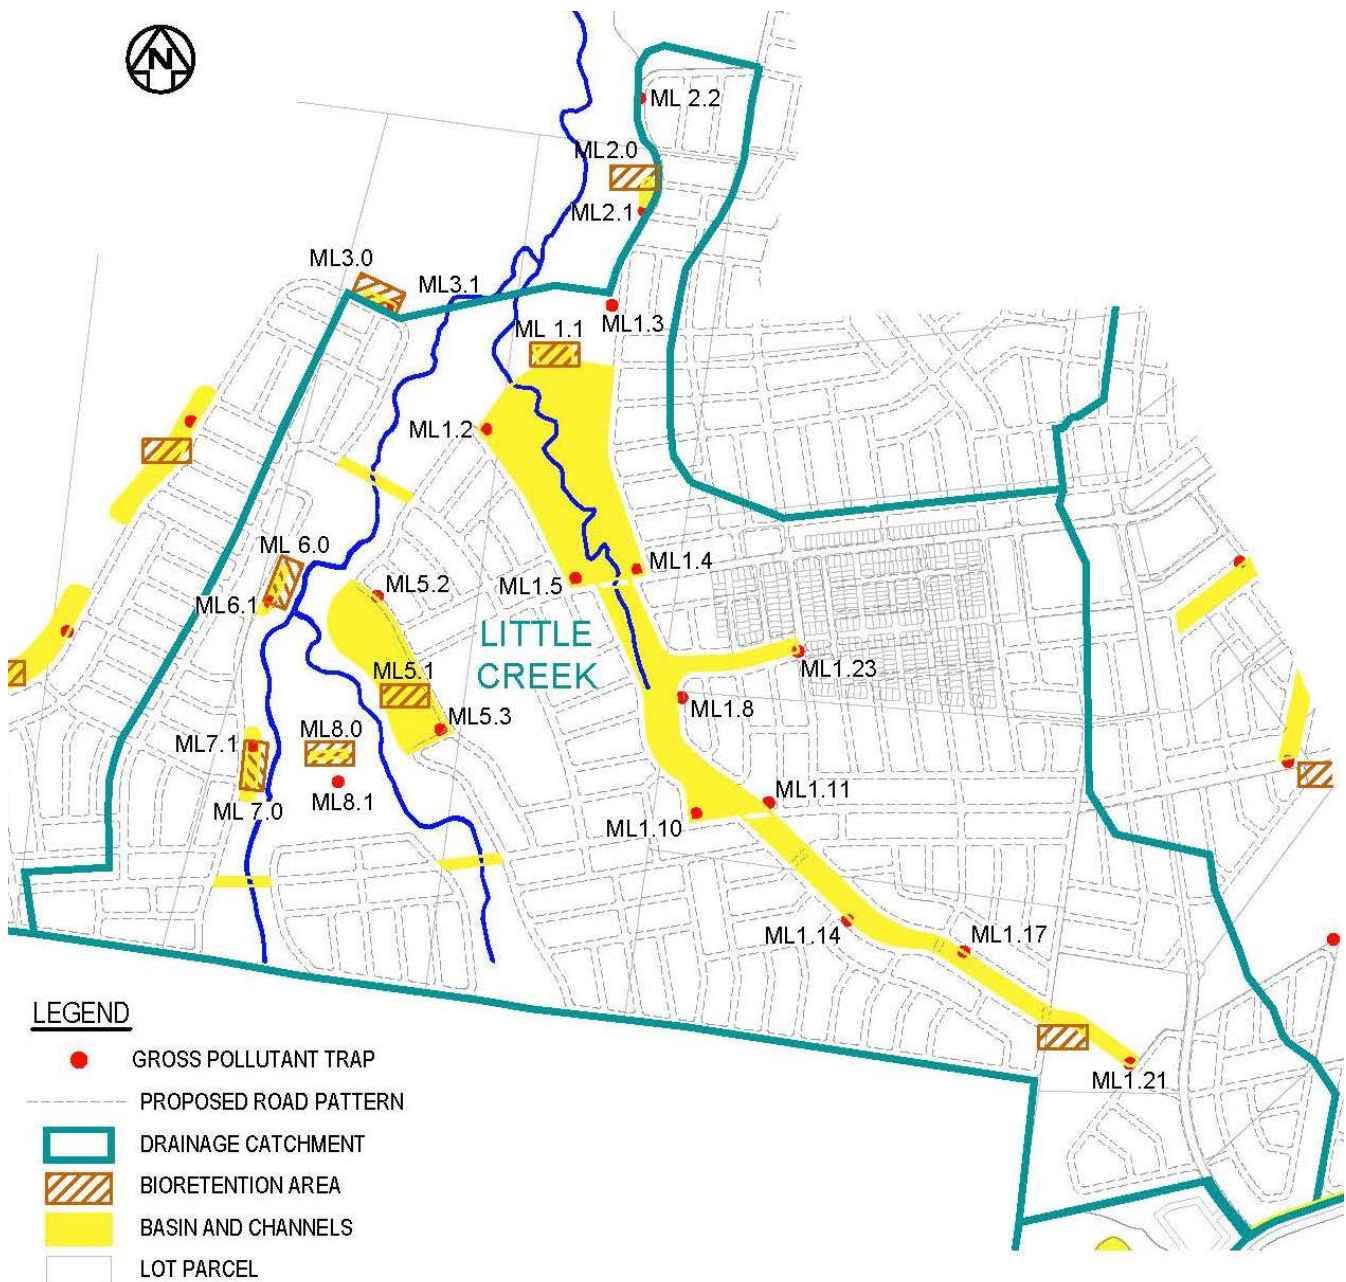 N
ML 2.2
ML2.0
ML2.1
ML3.0
ML3.1
ML1.3
ML 1.1
ML1.2
ML 6.0
ML5.2
ML1.5
ML1.4
ML6.1
LITTLE
CREEK
ML5.1
ML1.23
ML1.8
ML5.3
ML8.0
ML7.1
ML8.1
ML 7.0
ML1.11
ML1.10
ML1.14
ML1.17
ML1.21
LEGEND
GROSS POLLUTANT TRAP
PROPOSED ROAD PATTERN
DRAINAGE CATCHMENT
BIORETENTION AREA
BASIN AND CHANNELS
LOT PARCEL